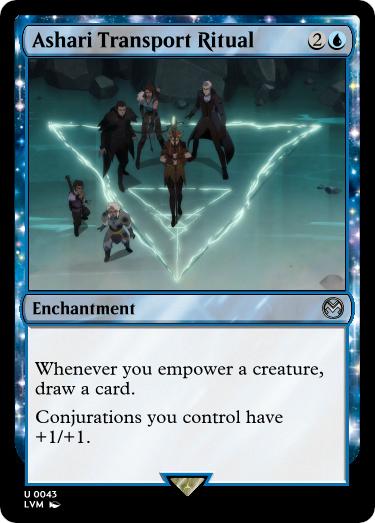 Ashari Transport Ritual 2
Enchantment
Whenever you empower a creature,
draw a card.
Conjurations you control have
+1/+1.
U 0043
LVM